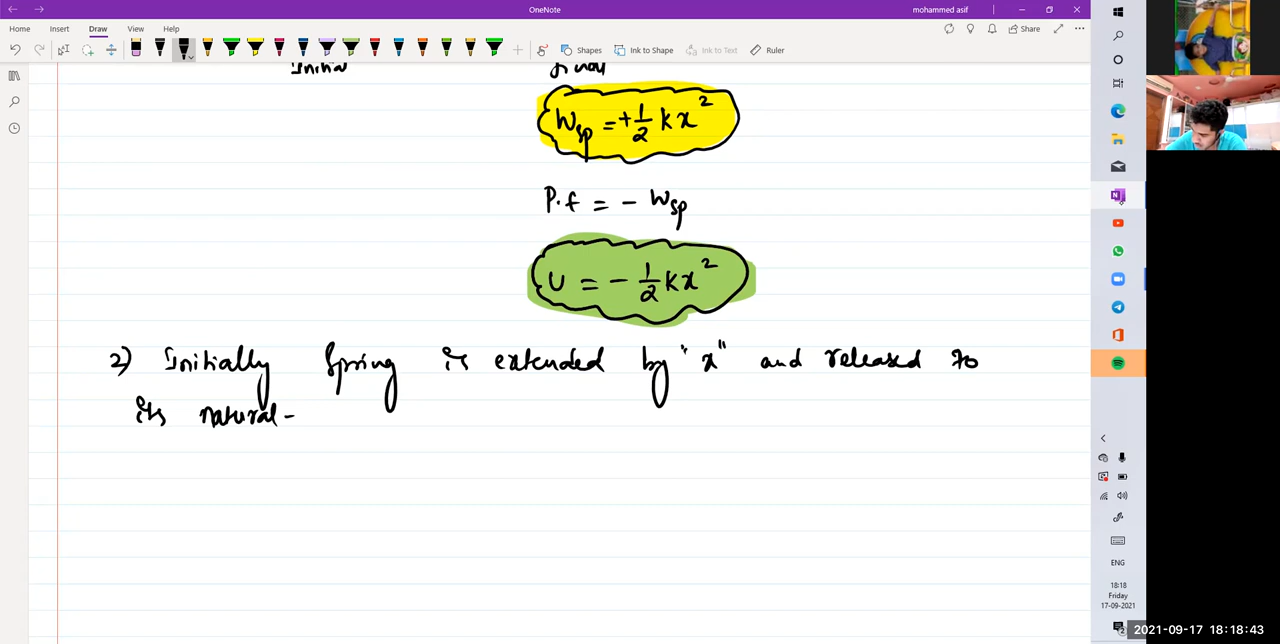 OneNote
mohammed asif
Home
Insert
Draw
View
Help
Share
Shapes
Ink to Shape
Ink to Text
Ruler
Initial
final
Wsp = +1/2 kx²
P.f = - Wsp
U = - 1/2 kx²
2) Initially Spring is extended by "x" and released to
its natural-
ENG
18:18
Friday
17-09-2021
2021-09-17 18:18:43